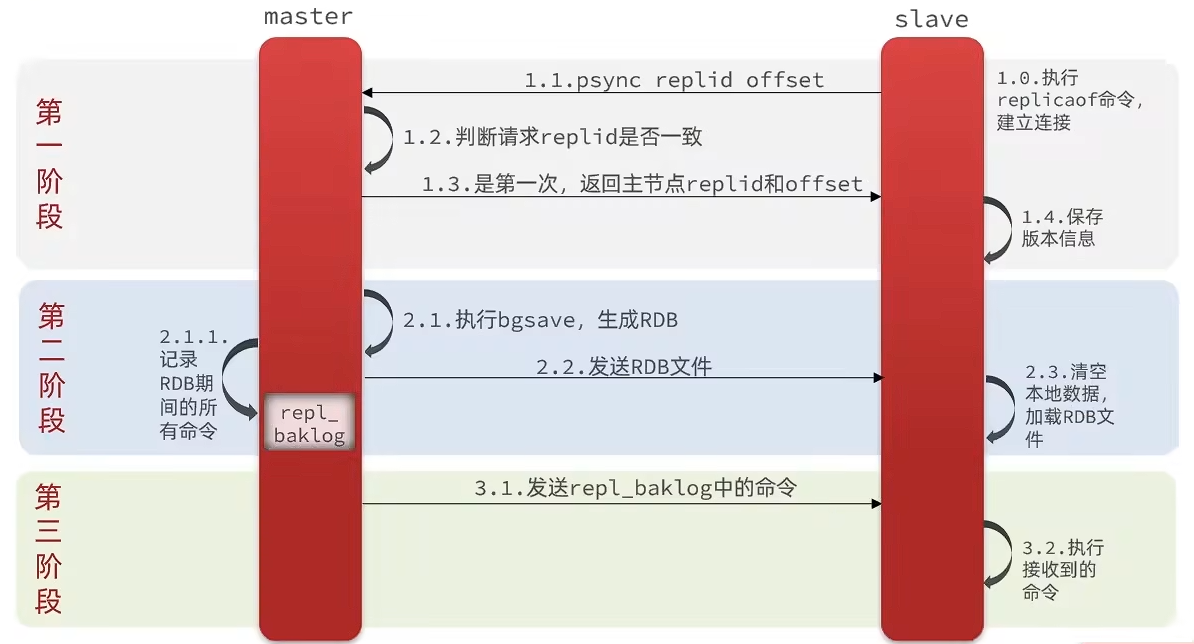 master
slave
第一阶段
1.0.执行
replicaof命令，
建立连接
1.1.psync replid offset
1.2.判断请求replid是否一致
1.3.是第一次，返回主节点replid和offset
1.4.保存
版本信息
第二阶段
2.1.执行bgsave，生成RDB
2.1.1.
记录
RDB期
间的所
有命令
repl_
baklog
2.2.发送RDB文件
2.3.清空
本地数据，
加载RDB文
件
第三阶段
3.1.发送repl_baklog中的命令
3.2.执行
接收到的
命令